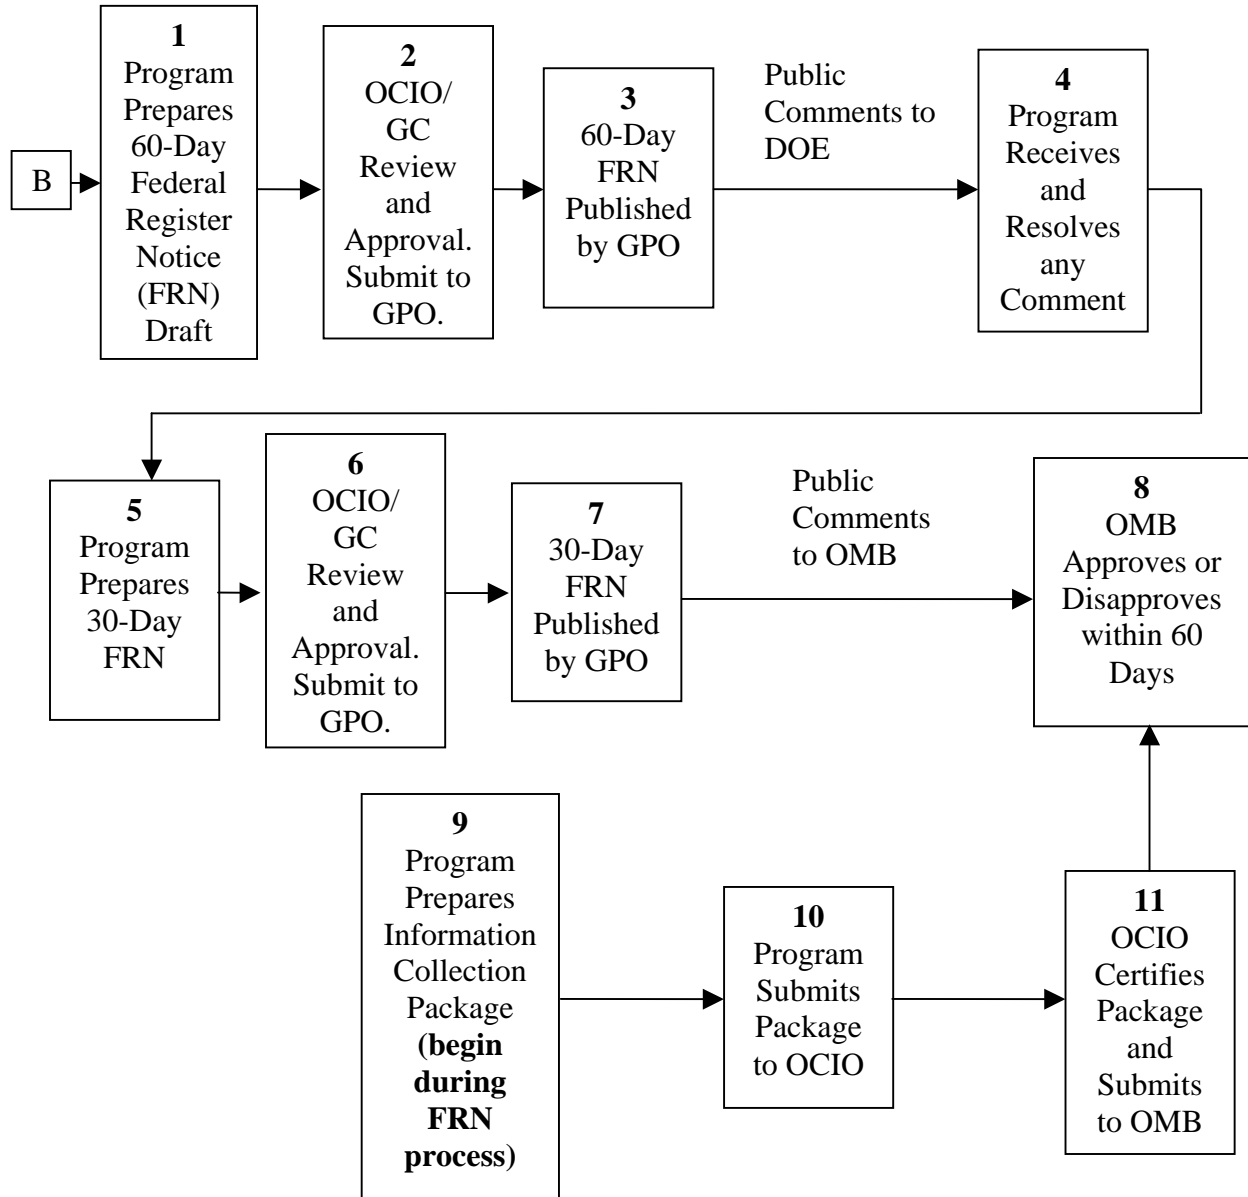 B
1
Program
Prepares
60-Day
Federal
Register
Notice
(FRN)
Draft
2
OCIO/
GC
Review
and
Approval.
Submit to
GPO.
3
60-Day
FRN
Published
by GPO
Public
Comments to
DOE
4
Program
Receives
and
Resolves
any
Comment
5
Program
Prepares
30-Day
FRN
6
OCIO/
GC
Review
and
Approval.
Submit to
GPO.
7
30-Day
FRN
Published
by GPO
Public
Comments
to OMB
8
OMB
Approves or
Disapproves
within 60
Days
9
Program
Prepares
Information
Collection
Package
(begin
during
FRN
process)
10
Program
Submits
Package
to OCIO
11
OCIO
Certifies
Package
and
Submits
to OMB